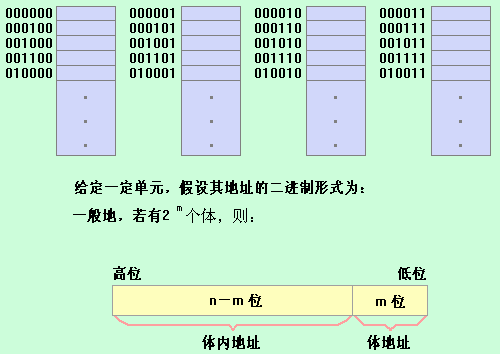 000000 000001 000010 000011
000100 000101 000110 000111
001000 001001 001010 001011
001100 001101 001110 001111
010000 010001 010010 010011
给定一定单元，假设其地址的二进制形式为：
一般地，若有2 m 个体，则：
高位 低位
n－m 位 m 位
体内地址 体地址